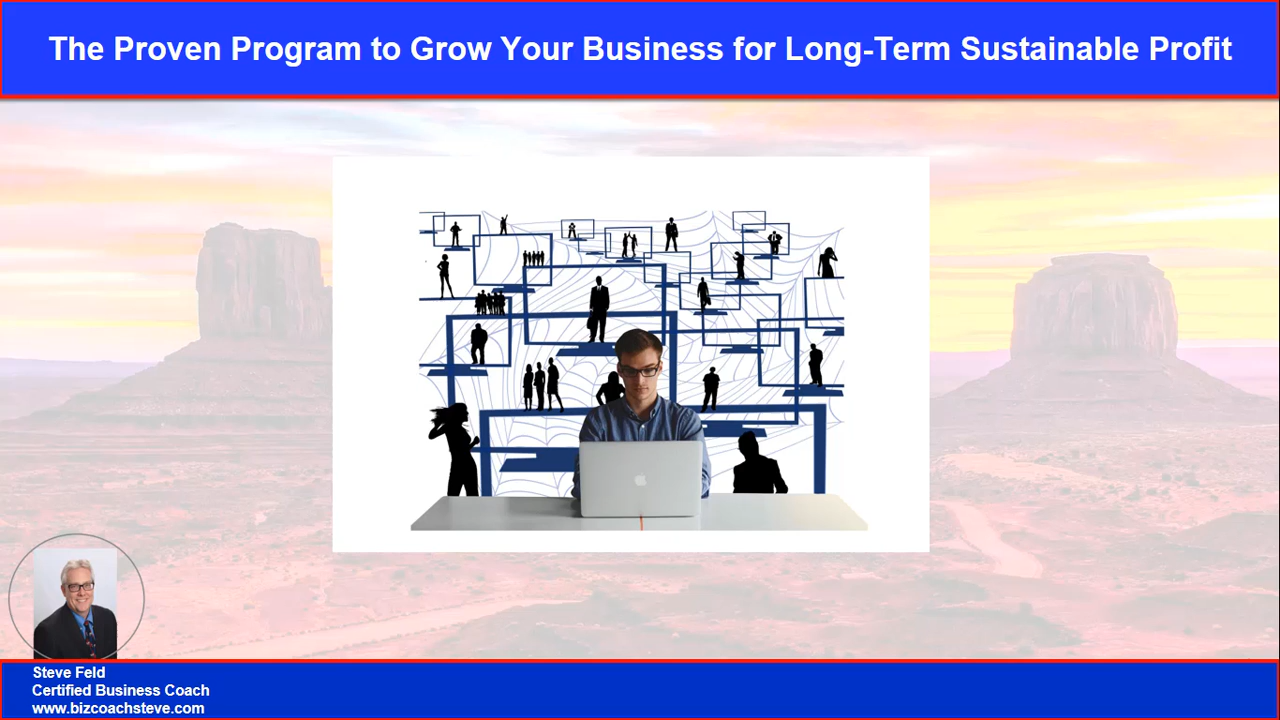 The Proven Program to Grow Your Business for Long-Term Sustainable Profit
Steve Feld
Certified Business Coach
www.bizcoachsteve.com